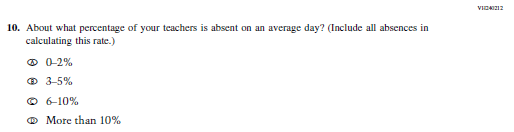 VH240212
10. About what percentage of your teachers is absent on an average day? (Include all absences in
calculating this rate.)
A 0–2%
B 3–5%
C 6–10%
D More than 10%